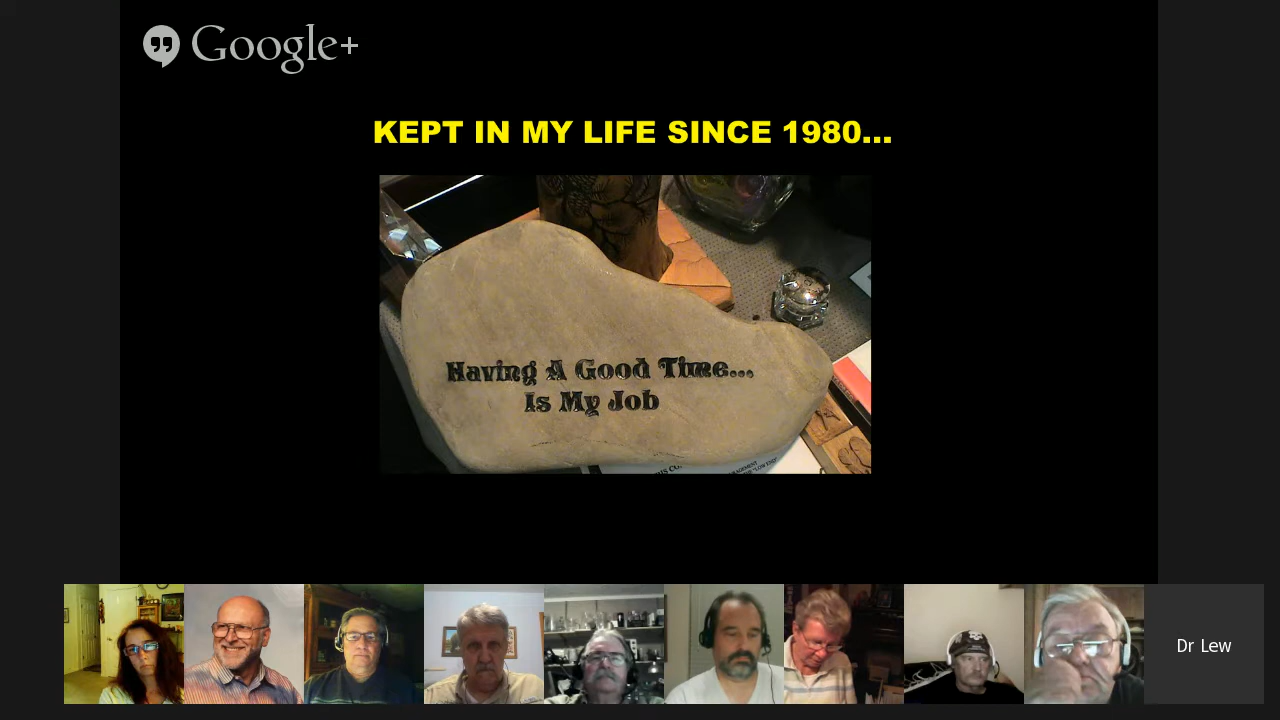 Google+
KEPT IN MY LIFE SINCE 1980...
Having A Good Time...
Is My Job
Dr Lew